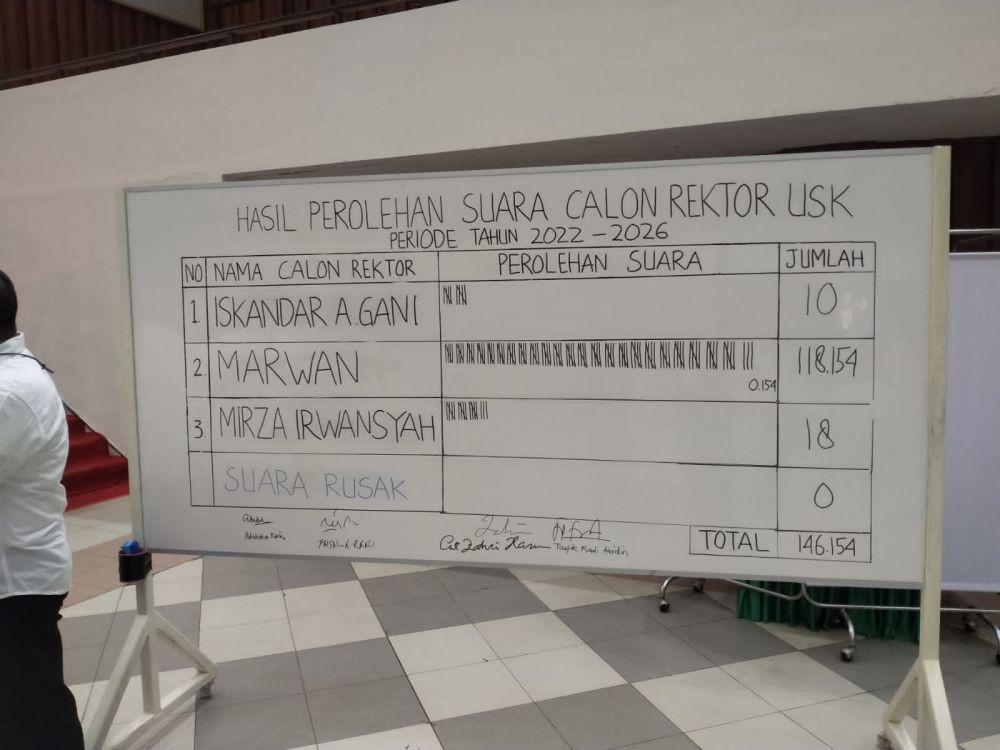 HASIL PEROLEHAN SUARA CALON REKTOR USK
PERIODE TAHUN 2022 - 2026
NO NAMA CALON REKTOR PEROLEHAN SUARA JUMLAH
1 ISKANDAR A.GANI 10
2. MARWAN 0.154 118.154
3. MIRZA IRWANSYAH 18
SUARA RUSAK 0
TOTAL 146.154